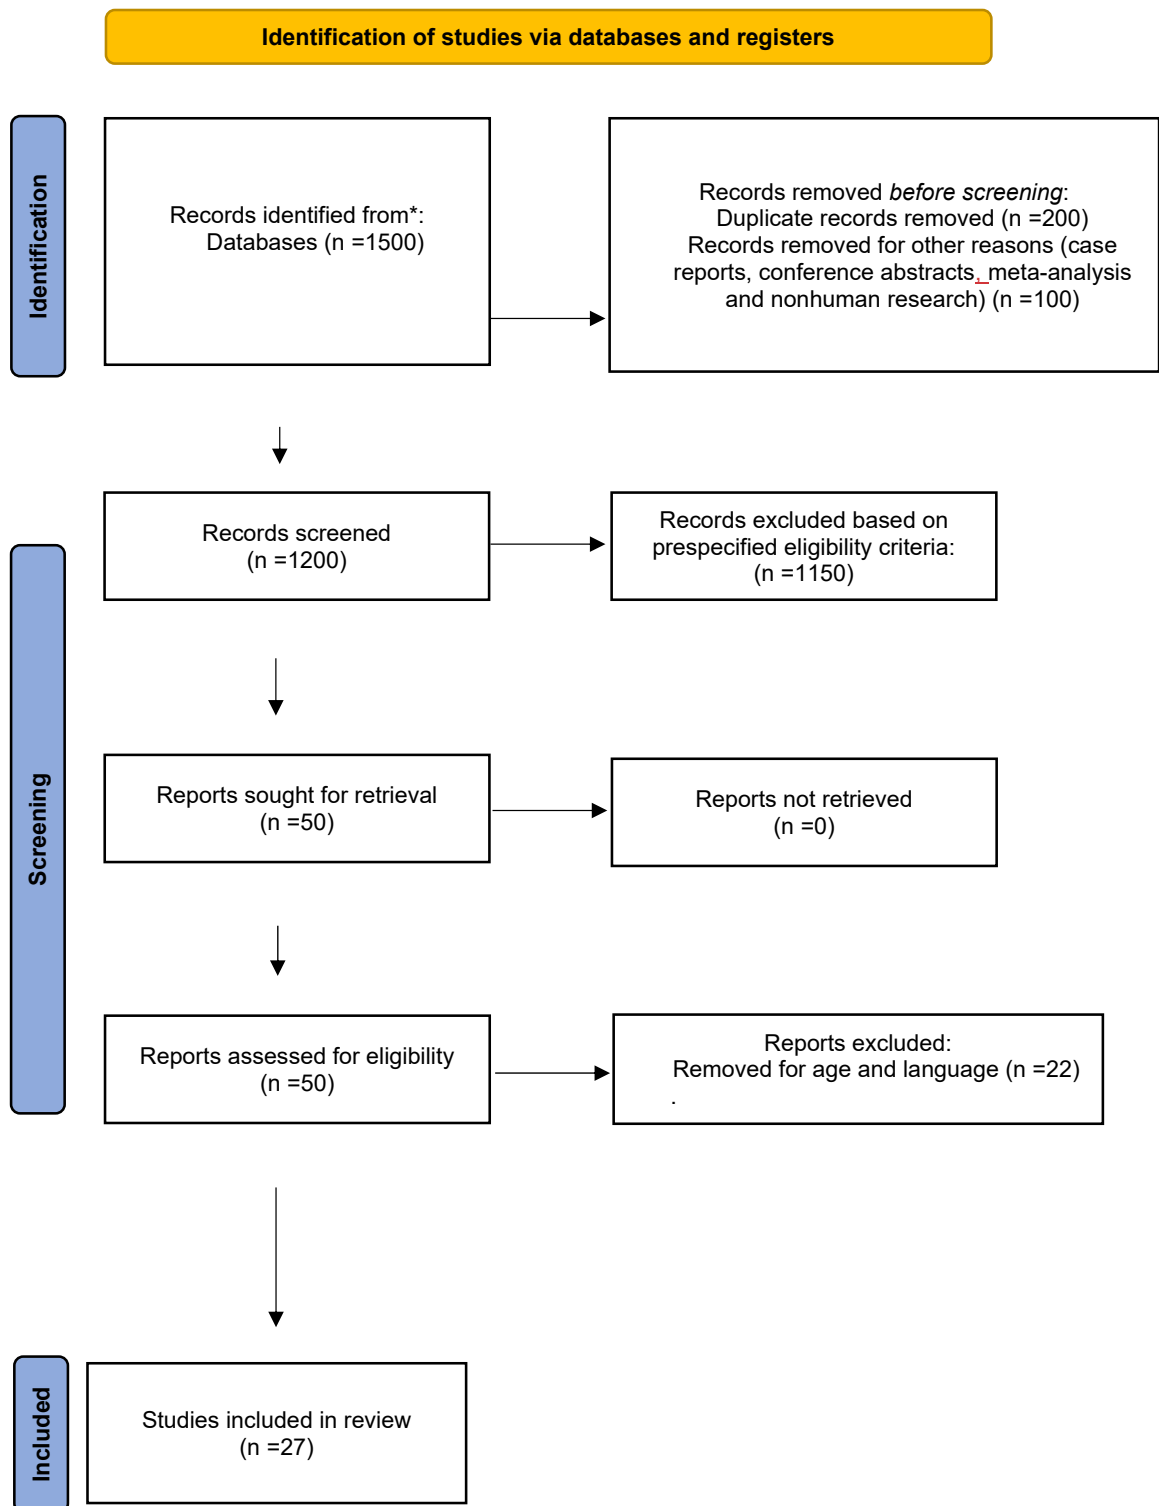 Identification of studies via databases and registers
Identification
Records identified from*:
Databases (n =1500)
Records removed before screening:
Duplicate records removed (n =200)
Records removed for other reasons (case
reports, conference abstracts, meta-analysis
and nonhuman research) (n =100)
Screening
Records screened
(n =1200)
Records excluded based on
prespecified eligibility criteria:
(n =1150)
Reports sought for retrieval
(n =50)
Reports not retrieved
(n =0)
Reports assessed for eligibility
(n =50)
Reports excluded:
Removed for age and language (n =22)
.
Included
Studies included in review
(n =27)